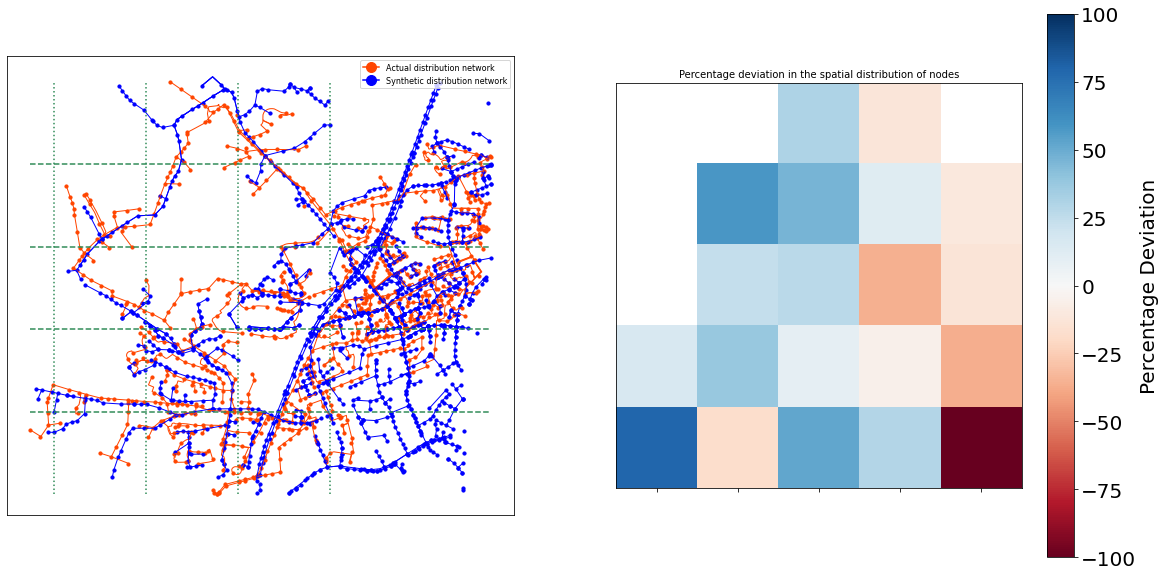 Actual distribution network
Synthetic distribution network
Percentage deviation in the spatial distribution of nodes
100
75
50
25
0
−25
−50
−75
−100
Percentage Deviation